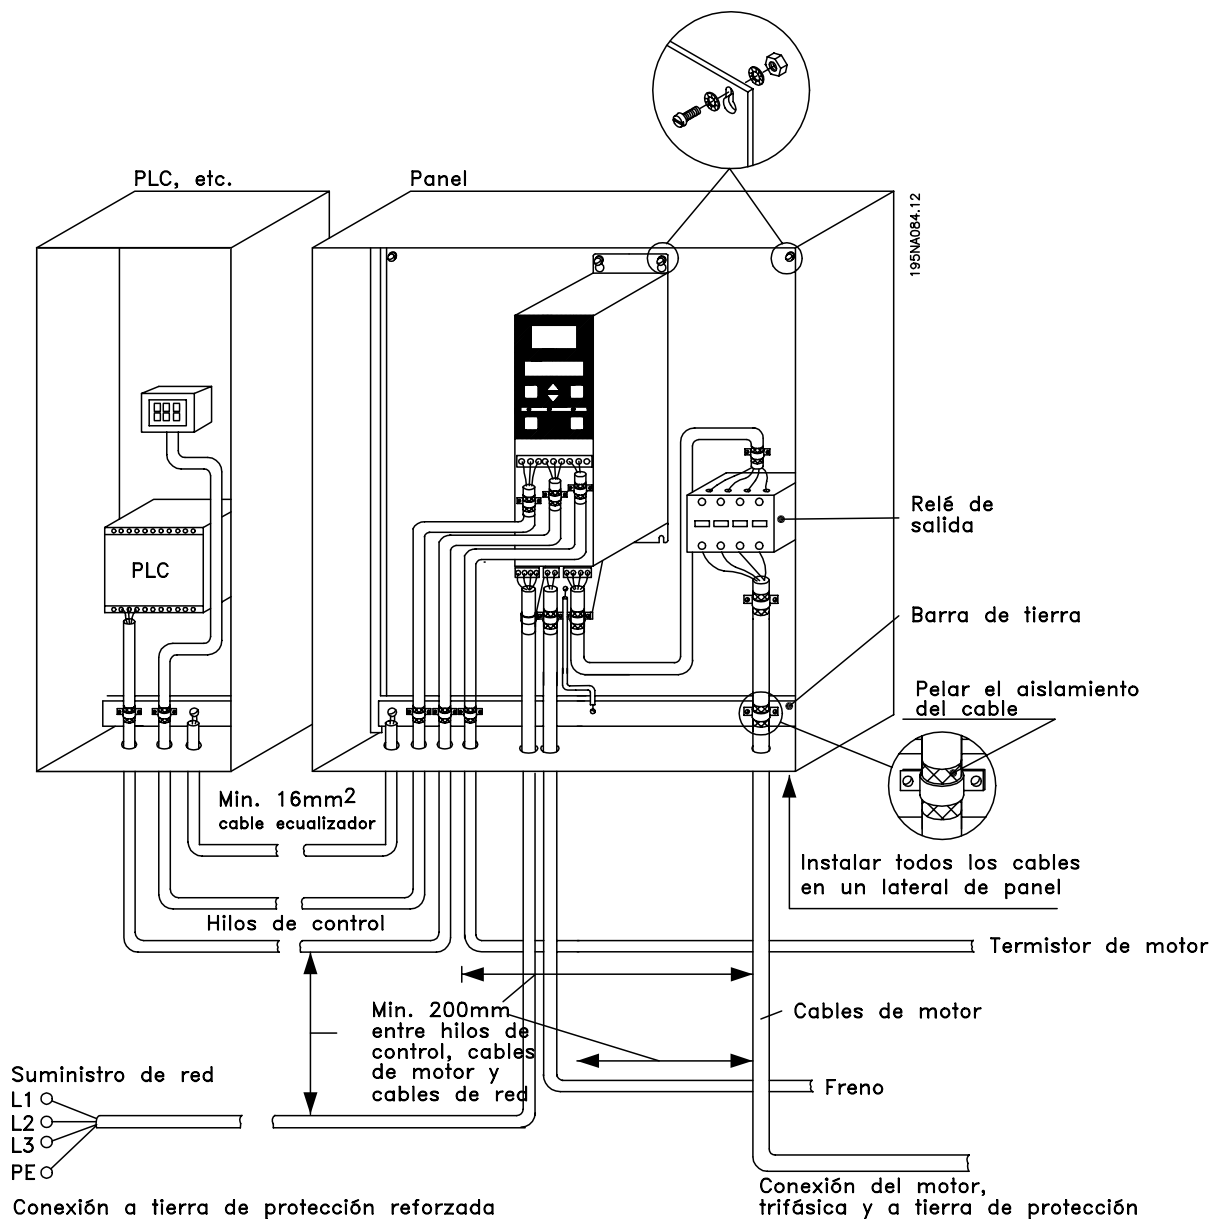 PLC, etc.
Panel
195NA084.12
PLC
Relé de
salida
Barra de tierra
Pelar el aislamiento
del cable
Min. 16mm2
cable ecualizador
Instalar todos los cables
en un lateral de panel
Hilos de control
Termistor de motor
Min. 200mm
entre hilos de
control, cables
de motor y
cables de red
Cables de motor
Suministro de red
L1
L2
L3
PE
Freno
Conexión a tierra de protección reforzada
Conexión del motor,
trifásica y a tierra de protección